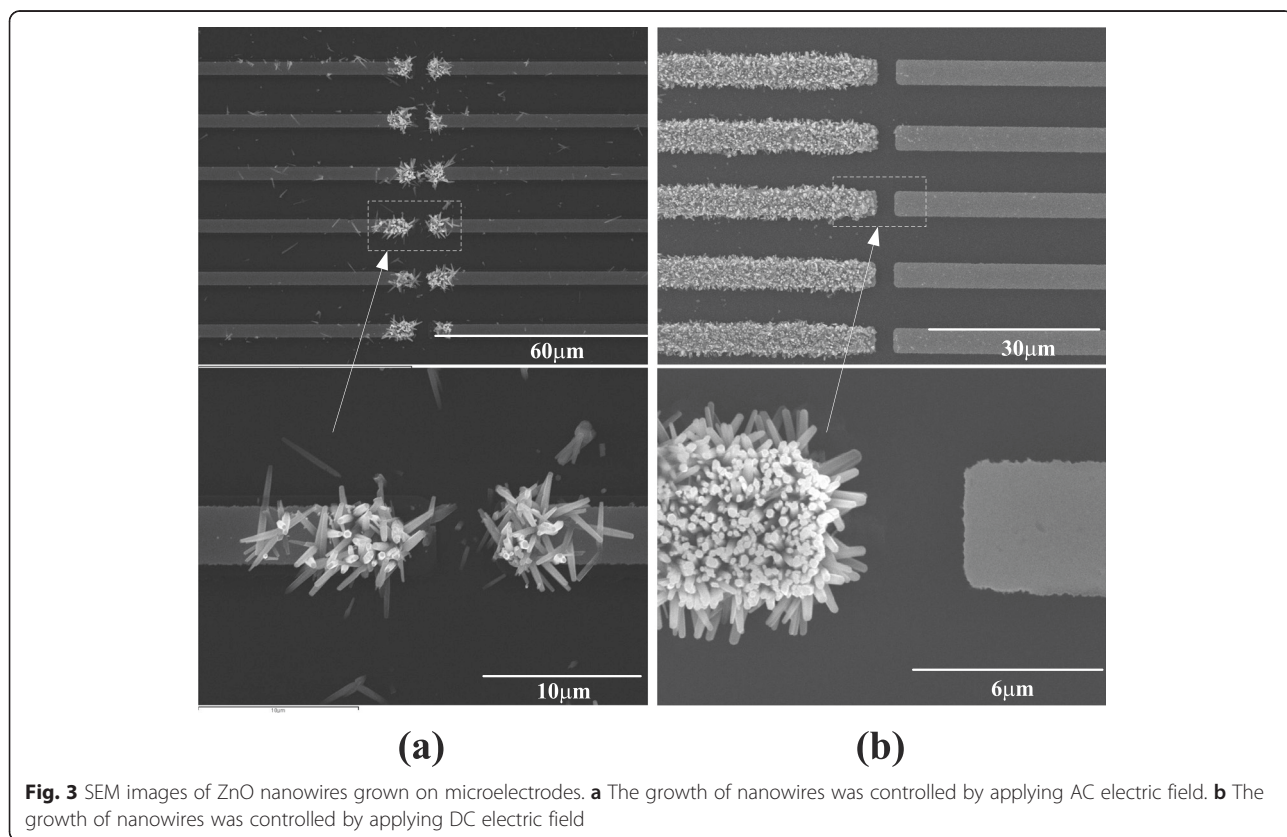 60μm
30μm
10μm
6μm
10μm
(a)
(b)
Fig. 3 SEM images of ZnO nanowires grown on microelectrodes. a The growth of nanowires was controlled by applying AC electric field. b The
growth of nanowires was controlled by applying DC electric field